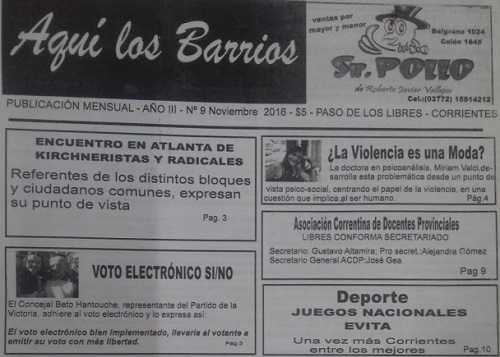 Aquí los Barrios
ventas por
mayor y menor
Belgrano 1024
Colón 1645
Sr. POLLO
de Roberto Javier Vallejos
Cel.:(03772) 15514212
PUBLICACIÓN MENSUAL - AÑO III - Nº 9 Noviembre 2016 - $5 - PASO DE LOS LIBRES - CORRIENTES
ENCUENTRO EN ATLANTA DE
KIRCHNERISTAS Y RADICALES
Referentes de los distintos bloques
y ciudadanos comunes, expresan
su punto de vista
Pag. 3
VOTO ELECTRÓNICO SI/NO
El Concejal Beto Hantouche, representante del Partido de la
Victoria, adhiere al voto electrónico y lo expresa así:
El voto electrónico bien implementado, llevaría al votante a
emitir su voto con más libertad.
Pag.3
¿La Violencia es una Moda?
La doctora en psicoanálisis, Miriam Valci,de-
sarrolla esta problemática desde un punto de
vista psico-social, centrando el papel de la violencia, en una
cuestión que implica,al ser humano.
Pág.4
Asociación Correntina de Docentes Provinciales
LIBRES CONFORMA SECRETARIADO
Secretario: Gustavo Altamira; Pro secret.:Alejandra Gómez
Secretario General ACDP:José Gea
Pag 9
Deporte
JUEGOS NACIONALES
EVITA
Una vez más Corrientes
entre los mejores
Pag.10